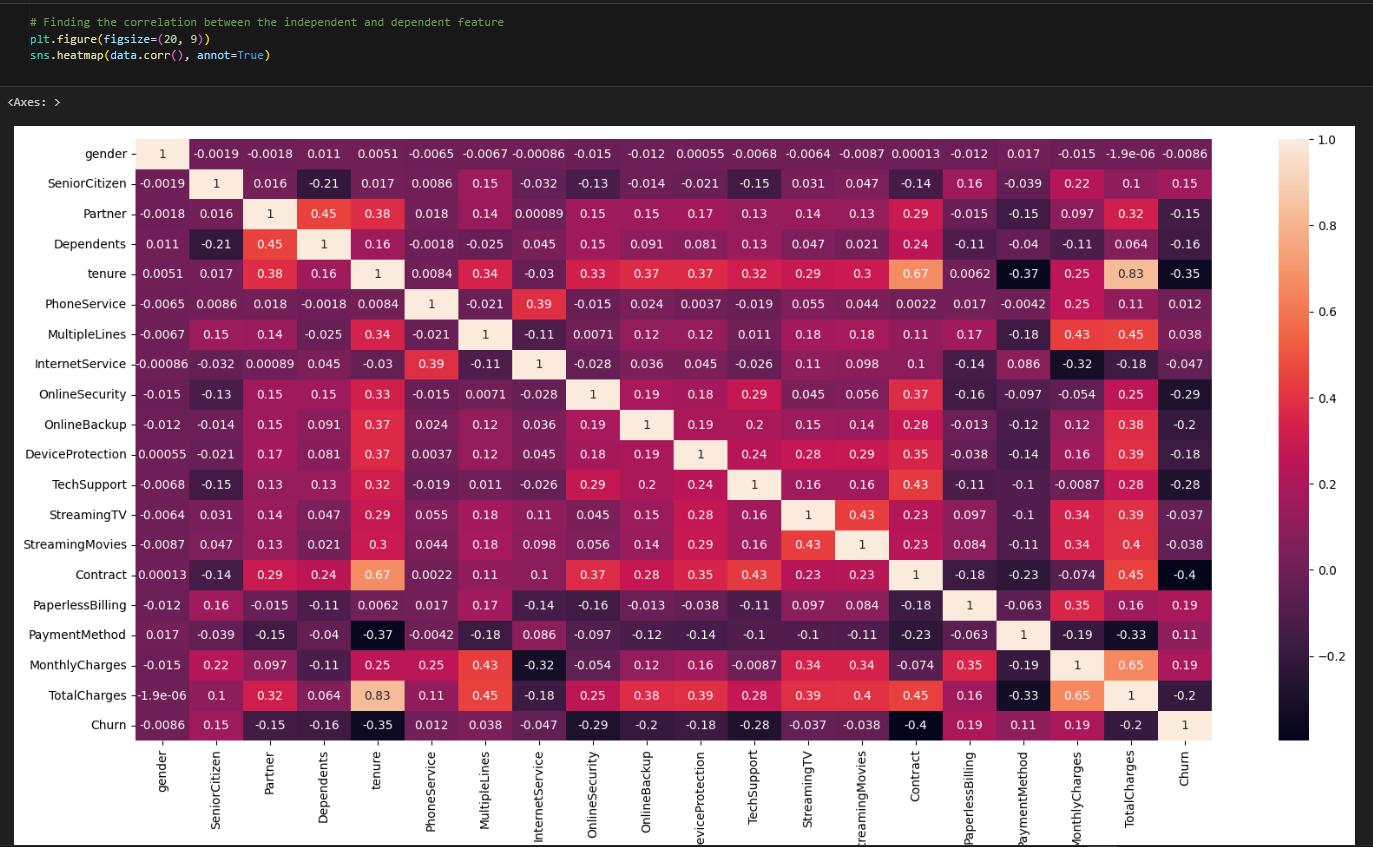 # Finding the correlation between the independent and dependent feature
plt.figure(figsize=(20, 9))
sns.heatmap(data.corr(), annot=True)
<Axes: >
gender 1 -0.0019 -0.0018 0.011 0.0051 -0.0065 -0.0067 -0.00086 -0.015 -0.012 0.00055 -0.0068 -0.0064 -0.0087 0.00013 -0.012 0.017 -0.015 -1.9e-06 -0.0086
SeniorCitizen -0.0019 1 0.016 -0.21 0.017 0.0086 0.15 -0.032 -0.13 -0.014 -0.021 -0.15 0.031 0.047 -0.14 0.16 -0.039 0.22 0.1 0.15
Partner -0.0018 0.016 1 0.45 0.38 0.018 0.14 0.00089 0.15 0.15 0.17 0.13 0.14 0.13 0.29 -0.015 -0.15 0.097 0.32 -0.15
Dependents 0.011 -0.21 0.45 1 0.16 -0.0018 -0.025 0.045 0.15 0.091 0.081 0.13 0.047 0.021 0.24 -0.11 -0.04 -0.11 0.064 -0.16
tenure 0.0051 0.017 0.38 0.16 1 0.0084 0.34 -0.03 0.33 0.37 0.37 0.32 0.29 0.3 0.67 0.0062 -0.37 0.25 0.83 -0.35
PhoneService -0.0065 0.0086 0.018 -0.0018 0.0084 1 -0.021 0.39 -0.015 0.024 0.0037 -0.019 0.055 0.044 0.0022 0.017 -0.0042 0.25 0.11 0.012
MultipleLines -0.0067 0.15 0.14 -0.025 0.34 -0.021 1 -0.11 0.0071 0.12 0.12 0.011 0.18 0.18 0.11 0.17 -0.18 0.43 0.45 0.038
InternetService -0.00086 -0.032 0.00089 0.045 -0.03 0.39 -0.11 1 -0.028 0.036 0.045 -0.026 0.11 0.098 0.1 -0.14 0.086 -0.32 -0.18 -0.047
OnlineSecurity -0.015 -0.13 0.15 0.15 0.33 -0.015 0.0071 -0.028 1 0.19 0.18 0.29 0.045 0.056 0.37 -0.16 -0.097 -0.054 0.25 -0.29
OnlineBackup -0.012 -0.014 0.15 0.091 0.37 0.024 0.12 0.036 0.19 1 0.19 0.2 0.15 0.14 0.28 -0.013 -0.12 0.12 0.38 -0.2
DeviceProtection 0.00055 -0.021 0.17 0.081 0.37 0.0037 0.12 0.045 0.18 0.19 1 0.24 0.28 0.29 0.35 -0.038 -0.14 0.16 0.39 -0.18
TechSupport -0.0068 -0.15 0.13 0.13 0.32 -0.019 0.011 -0.026 0.29 0.2 0.24 1 0.16 0.16 0.43 -0.11 -0.1 -0.0087 0.28 -0.28
StreamingTV -0.0064 0.031 0.14 0.047 0.29 0.055 0.18 0.11 0.045 0.15 0.28 0.16 1 0.43 0.23 0.097 -0.1 0.34 0.39 -0.037
StreamingMovies -0.0087 0.047 0.13 0.021 0.3 0.044 0.18 0.098 0.056 0.14 0.29 0.16 0.43 1 0.23 0.084 -0.11 0.34 0.4 -0.038
Contract 0.00013 -0.14 0.29 0.24 0.67 0.0022 0.11 0.1 0.37 0.28 0.35 0.43 0.23 0.23 1 -0.18 -0.23 -0.074 0.45 -0.4
PaperlessBilling -0.012 0.16 -0.015 -0.11 0.0062 0.017 0.17 -0.14 -0.16 -0.013 -0.038 -0.11 0.097 0.084 -0.18 1 -0.063 0.35 0.16 0.19
PaymentMethod 0.017 -0.039 -0.15 -0.04 -0.37 -0.0042 -0.18 0.086 -0.097 -0.12 -0.14 -0.1 -0.1 -0.11 -0.23 -0.063 1 -0.19 -0.33 0.11
MonthlyCharges -0.015 0.22 0.097 -0.11 0.25 0.25 0.43 -0.32 -0.054 0.12 0.16 -0.0087 0.34 0.34 -0.074 0.35 -0.19 1 0.65 0.19
TotalCharges -1.9e-06 0.1 0.32 0.064 0.83 0.11 0.45 -0.18 0.25 0.38 0.39 0.28 0.39 0.4 0.45 0.16 -0.33 0.65 1 -0.2
Churn -0.0086 0.15 -0.15 -0.16 -0.35 0.012 0.038 -0.047 -0.29 -0.2 -0.18 -0.28 -0.037 -0.038 -0.4 0.19 0.11 0.19 -0.2 1
gender SeniorCitizen Partner Dependents tenure PhoneService MultipleLines InternetService OnlineSecurity OnlineBackup eviceProtection TechSupport StreamingTV treamingMovies Contract PaperlessBilling PaymentMethod MonthlyCharges TotalCharges Churn
1.0
0.8
0.6
0.4
0.2
0.0
−0.2